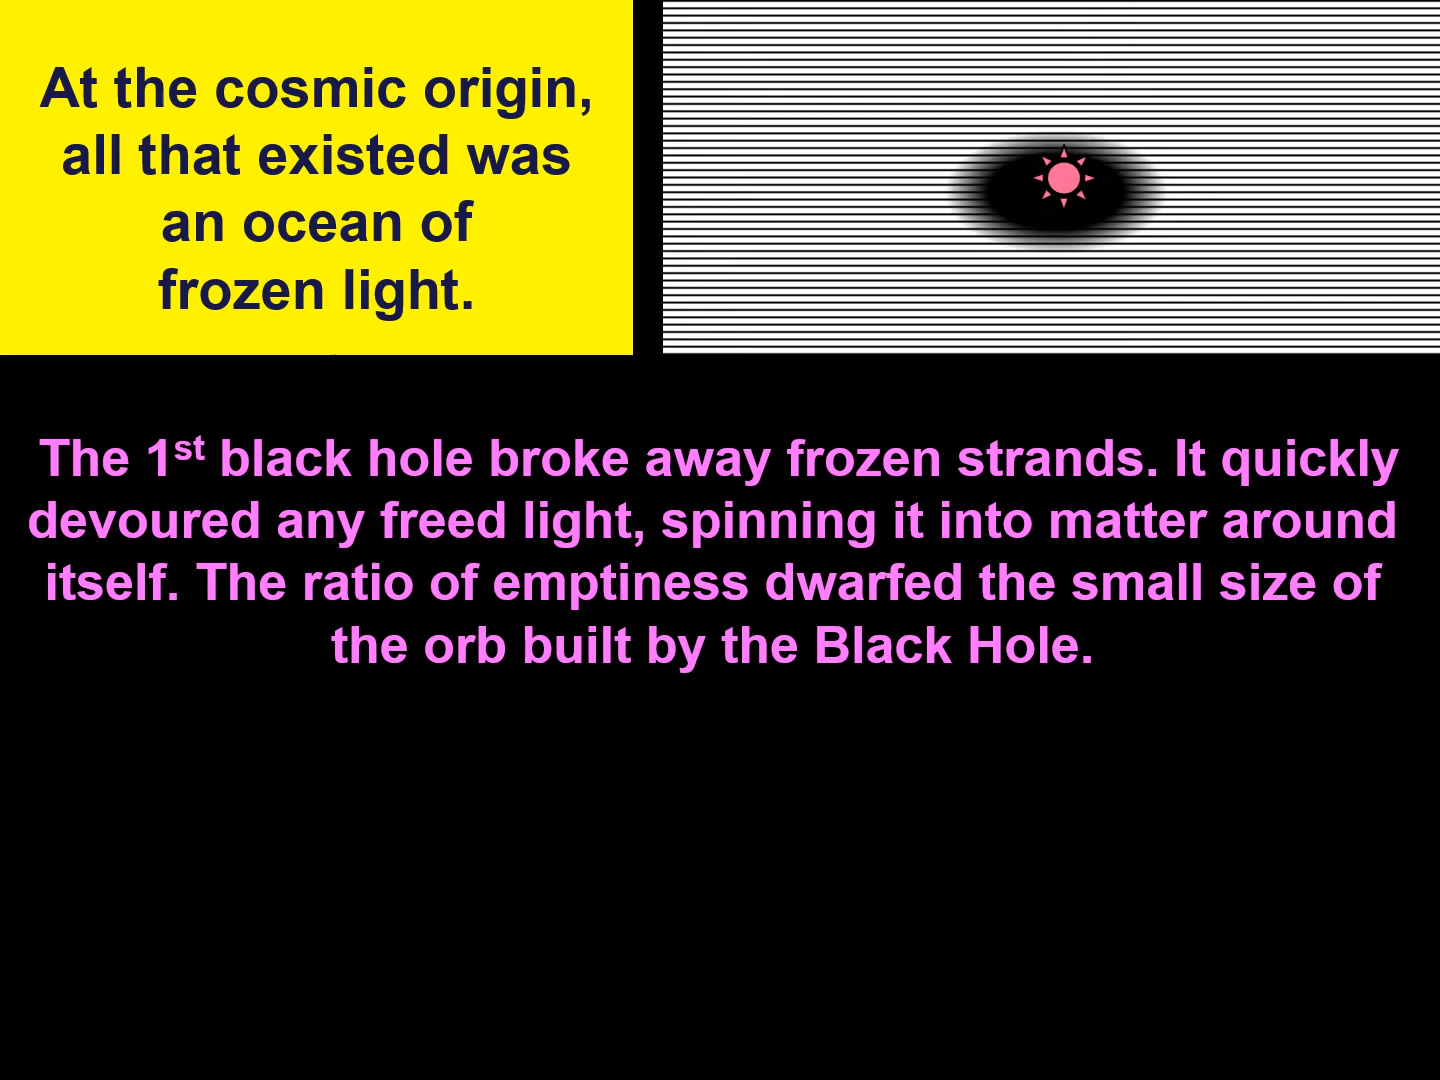 At the cosmic origin,
all that existed was
an ocean of
frozen light.
The 1st black hole broke away frozen strands. It quickly
devoured any freed light, spinning it into matter around
itself. The ratio of emptiness dwarfed the small size of
the orb built by the Black Hole.